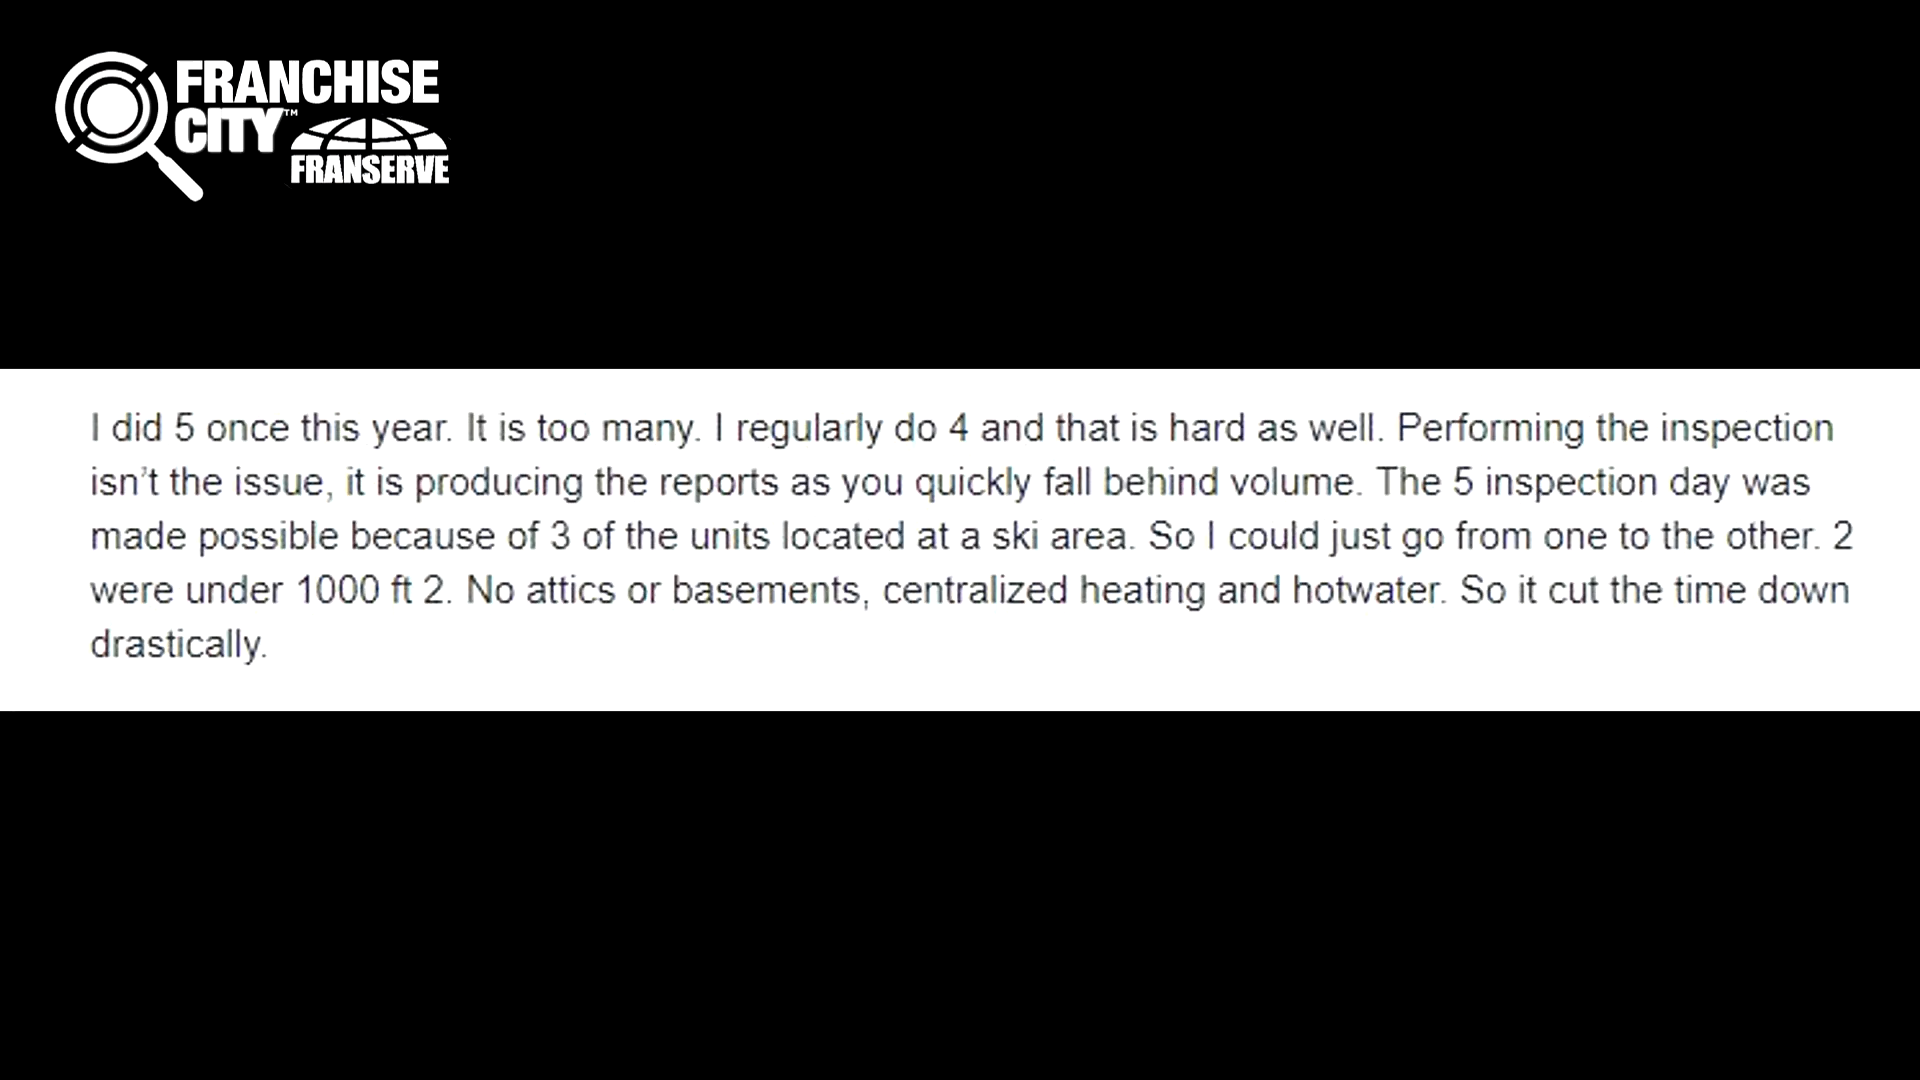 FRANCHISE
CITY™
FRANSERVE
I did 5 once this year. It is too many. I regularly do 4 and that is hard as well. Performing the inspection
isn't the issue, it is producing the reports as you quickly fall behind volume. The 5 inspection day was
made possible because of 3 of the units located at a ski area. So I could just go from one to the other. 2
were under 1000 ft 2. No attics or basements, centralized heating and hotwater. So it cut the time down
drastically.